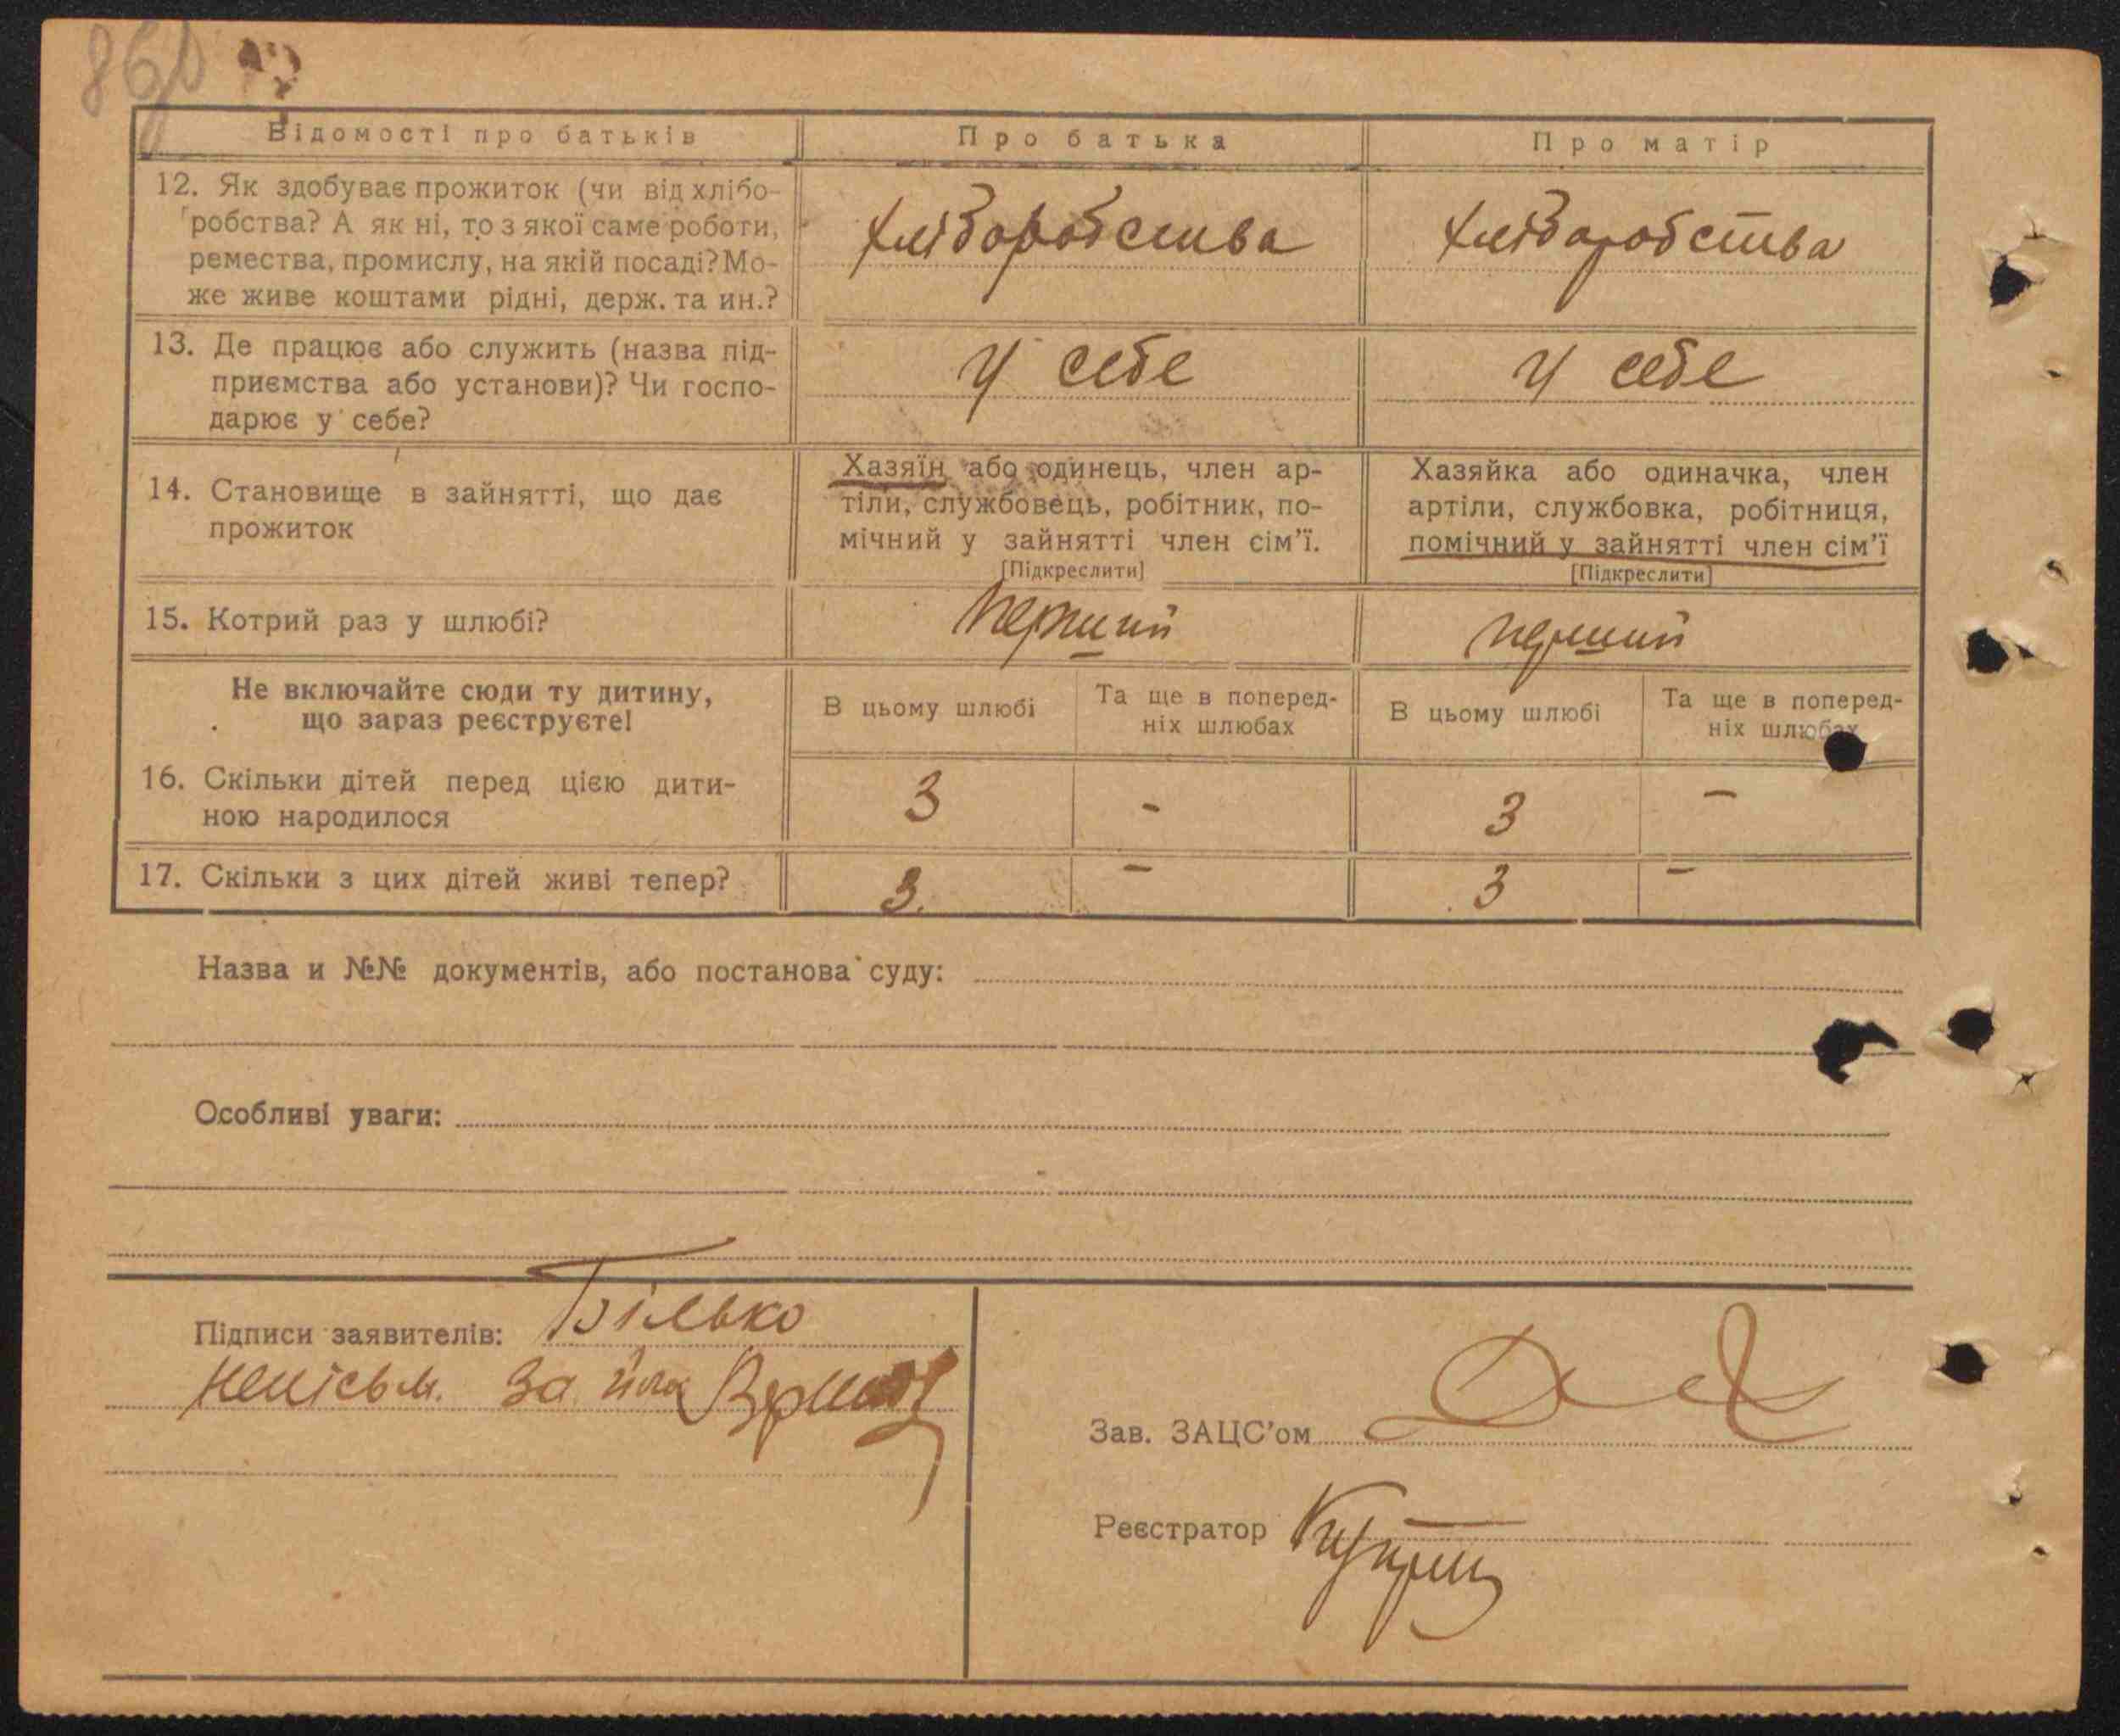 Відомості про батьків
Про батька
Про матір
12. Як здобуває прожиток (чи від хлібо-
робства? А як ні, то з якої саме роботи,
ремества, промислу, на якій посаді? Мо-
же живе коштами рідні, держ. та ин.?
хліборобства
хліборобства
13. Де працює або служить (назва під-
приємства або установи)? Чи госпо-
дарює у себе?
у себе
у себе
14. Становище в зайнятті, що дає
прожиток
Хазяїн або одинець, член ар-
тіли, службовець, робітник, по-
мічний у зайнятті член сім'ї.
[Підкреслити]
Хазяйка або одиначка, член
артіли, службовка, робітниця,
помічний у зайнятті член сім'ї
[Підкреслити]
15. Котрий раз у шлюбі?
перший
перший
Не включайте сюди ту дитину,
що зараз реєструєте!
В цьому шлюбі
Та ще в поперед-
ніх шлюбах
В цьому шлюбі
Та ще в поперед-
ніх шлюбах
16. Скільки дітей перед цією дити-
ною народилося
3
-
3
-
17. Скільки з цих дітей живі тепер?
3.
-
3
-
Назва и №№ документів, або постанова суду:
Особливі уваги:
Підписи заявителів: Білько
непісьм. за
Зав. ЗАЦС'ом
Реєстратор